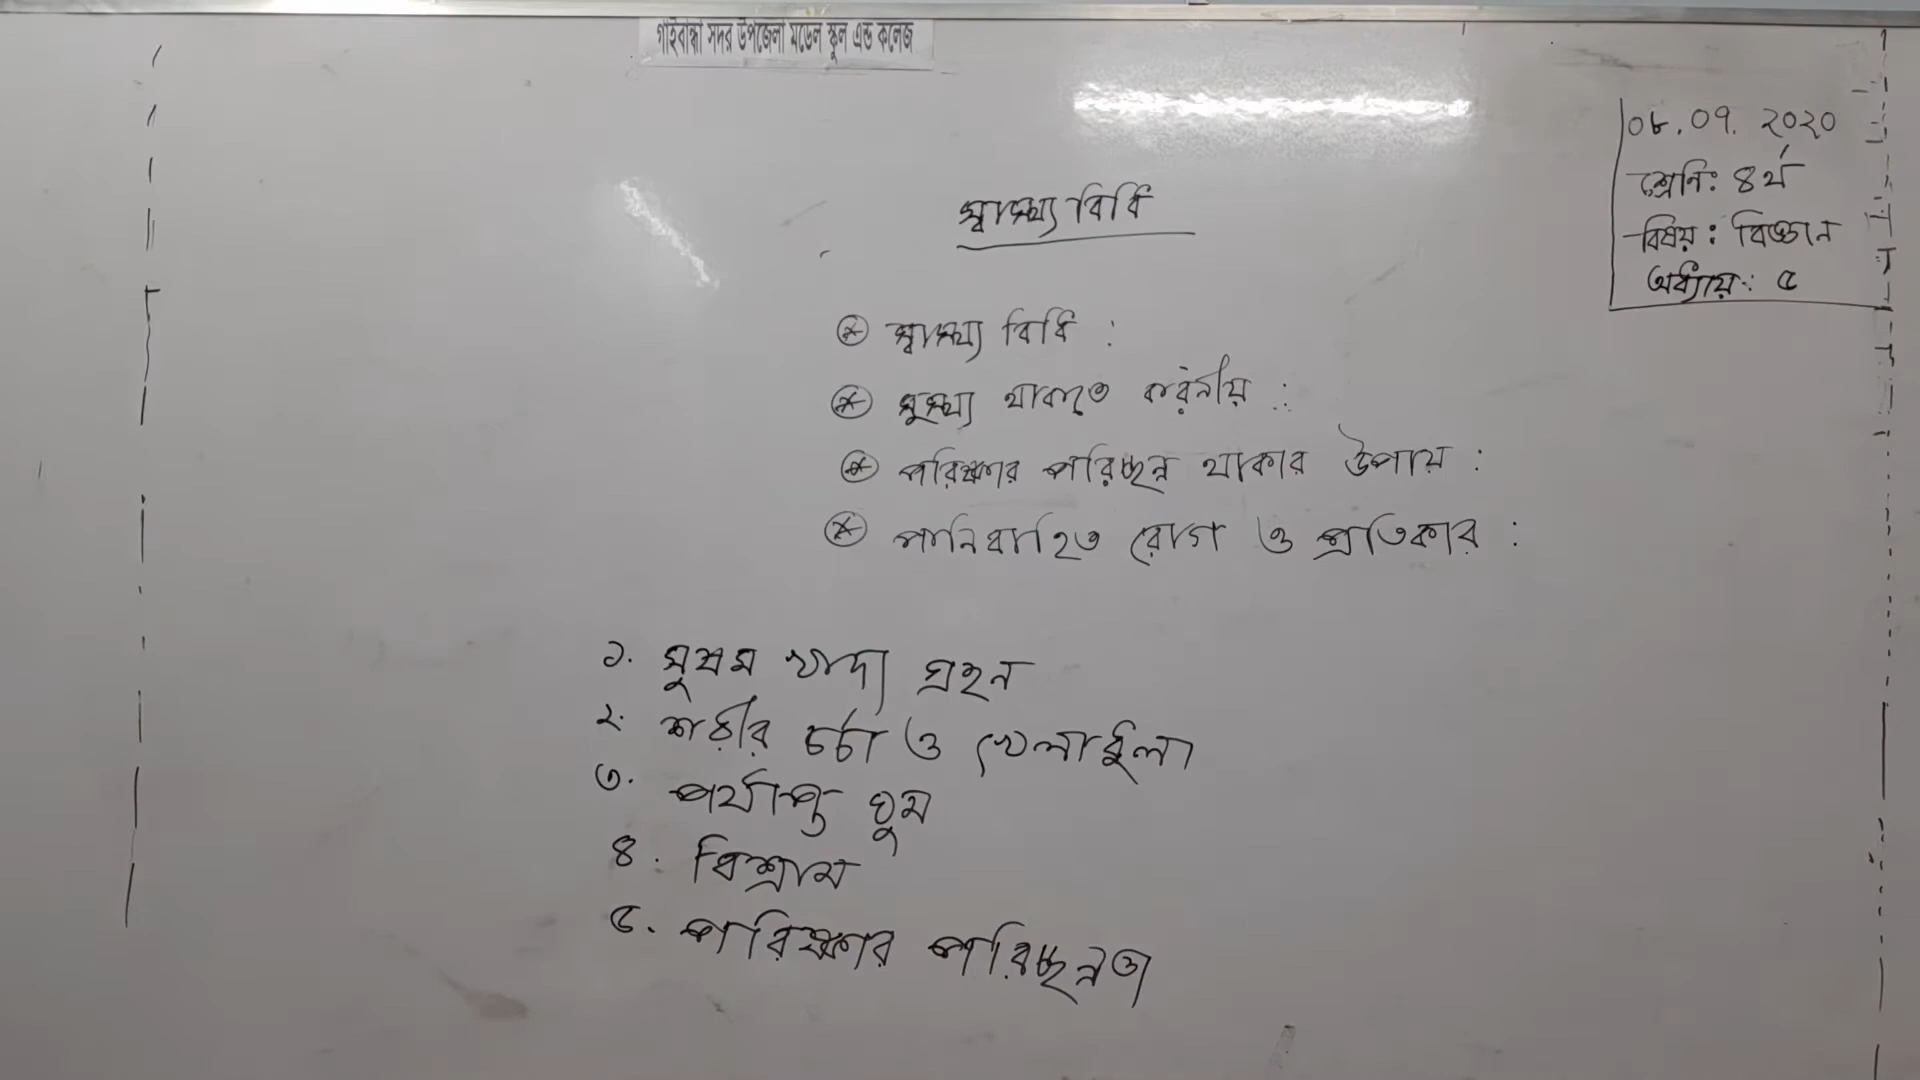 গাইবান্ধা সদর উপজেলা মডেল স্কুল এন্ড কলেজ
০৮.০৭.২০২০
শ্রেনি: ৪র্থ
বিষয়: বিজ্ঞান
অধ্যায়: ৫
স্বাস্থ্য বিধি
স্বাস্থ্য বিধি :
সুস্থ্য থাকতে করনীয় :
পরিষ্কার পরিচ্ছন্ন থাকার উপায় :
পানিবাহিত রোগ ও প্রতিকার :
১. সুষম খাদ্য গ্রহন
২. শরীর চর্চা ও খেলাধুলা
৩. পর্যাপ্ত ঘুম
৪. বিশ্রাম
৫. পরিষ্কার পরিচ্ছন্নতা